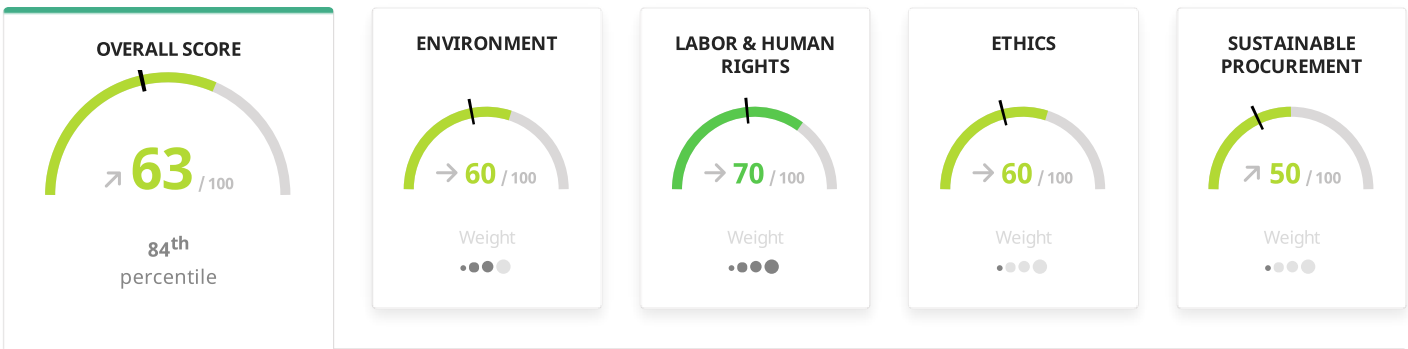 OVERALL SCORE
63 / 100
84th
percentile
ENVIRONMENT
60 / 100
Weight
LABOR & HUMAN
RIGHTS
70 / 100
Weight
ETHICS
60 / 100
Weight
SUSTAINABLE
PROCUREMENT
50 / 100
Weight